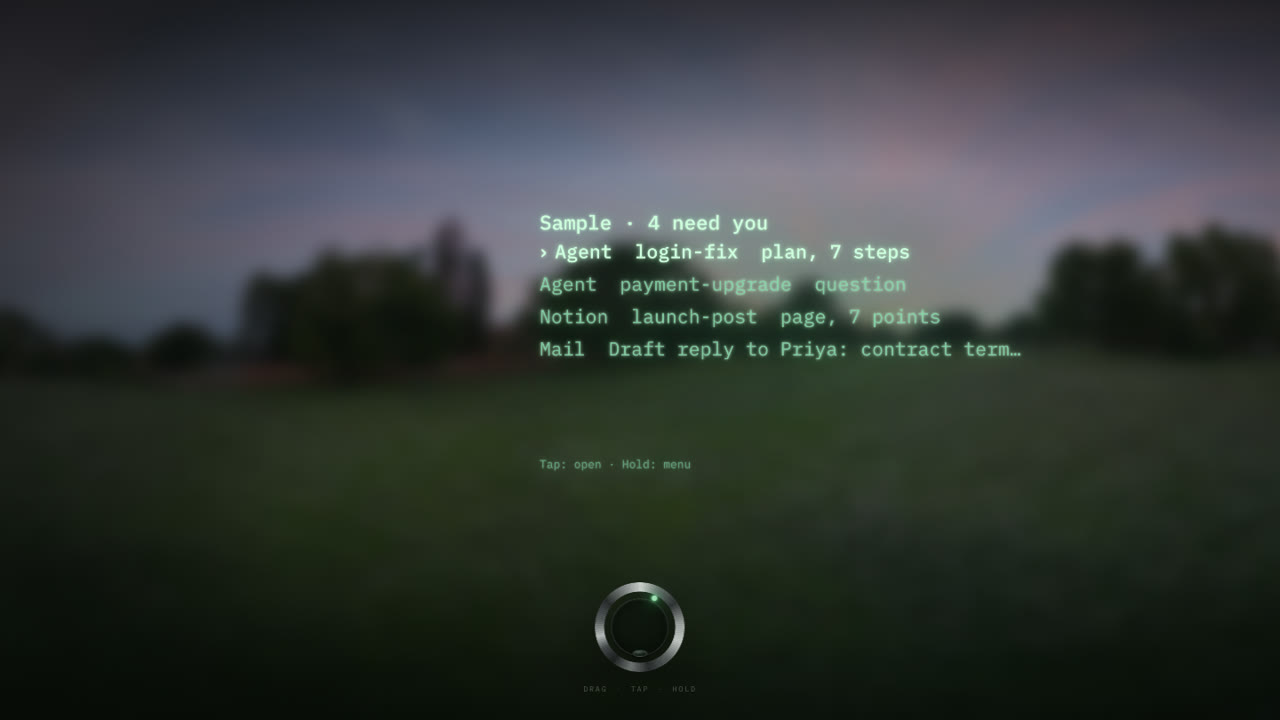 Sample · 4 need you
› Agent login-fix plan, 7 steps
Agent payment-upgrade question
Notion launch-post page, 7 points
Mail Draft reply to Priya: contract term…
Tap: open · Hold: menu
DRAG · TAP · HOLD